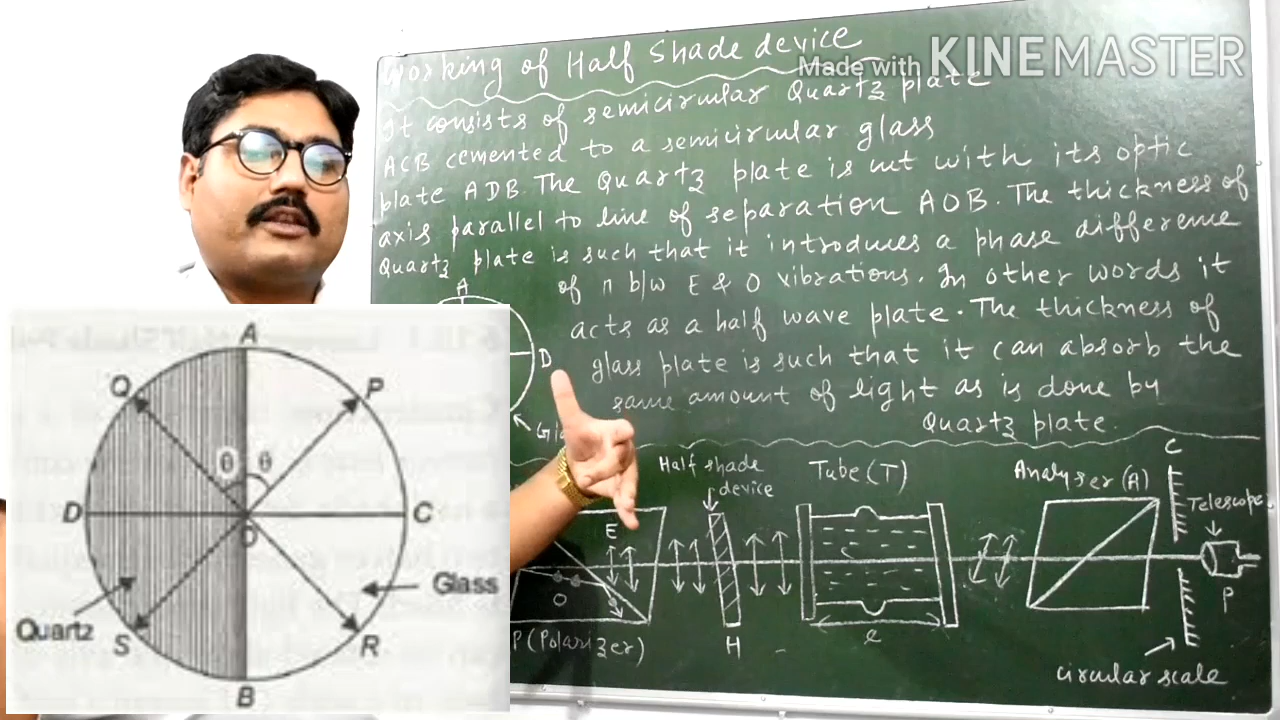 Working of Half Shade device
Made with KINEMASTER
It consists of semicircular Quartz plate
ACB cemented to a semicircular glass
plate ADB. The Quartz plate is cut with its optic
axis parallel to line of separation AOB. The thickness of
Quartz plate is such that it introduces a phase difference
of π b/w E & O vibrations. In other words it
acts as a half wave plate. The thickness of
glass plate is such that it can absorb the
same amount of light as is done by
Quartz plate.
A
D
A
Q
P
θ θ
D
O
C
Glass
Quartz
S
R
B
Half shade
device
Tube (T)
Analyser (A)
C
Telescope
E
O
P
P (Polarizer)
H
l
circular scale